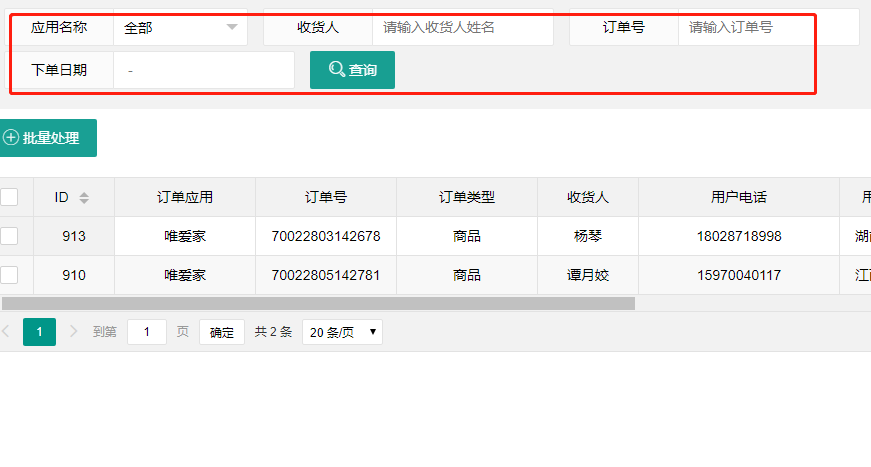 应用名称 全部 收货人 请输入收货人姓名 订单号 请输入订单号
下单日期 - 查询
批量处理
ID 订单应用 订单号 订单类型 收货人 用户电话
913 唯爱家 70022803142678 商品 杨琴 18028718998 湖
910 唯爱家 70022805142781 商品 谭月姣 15970040117 江
1 到第 1 页 确定 共 2 条 20 条/页